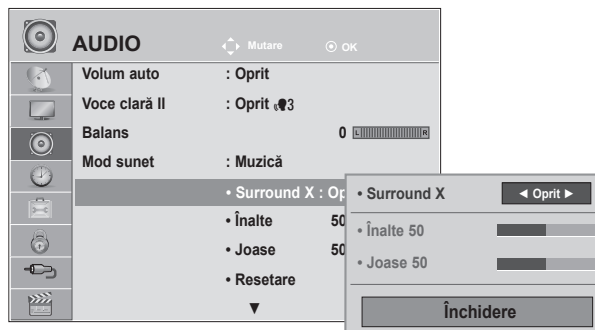 AUDIO Mutare OK
Volum auto : Oprit
Voce clară II : Oprit 3
Balans 0 L R
Mod sunet : Muzică
• Surround X : Op
• Înalte 50
• Joase 50
• Resetare
▼
• Surround X ◄ Oprit ►
• Înalte 50
• Joase 50
Închidere